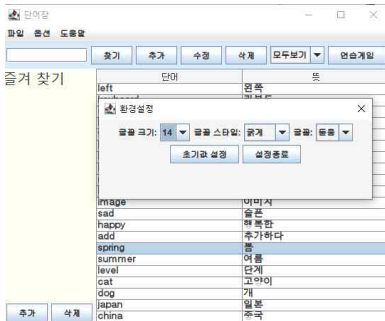 단어장
파일 옵션 도움말
찾기 추가 수정 삭제 모두보기 연습게임
즐겨 찾기
단어 뜻
left 왼쪽
환경설정
글꼴 크기: 14 글꼴 스타일: 굵게 글꼴: 돋움
초기값 설정 설정종료
image 이미지
sad 슬픈
happy 행복한
add 추가하다
spring 봄
summer 여름
level 단계
cat 고양이
dog 개
japan 일본
china 중국
추가 삭제